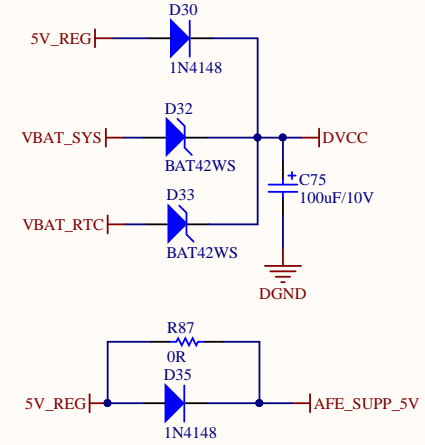 D30
5V_REG
1N4148
D32
VBAT_SYS
DVCC
BAT42WS
+
C75
100uF/10V
D33
VBAT_RTC
BAT42WS
DGND
R87
0R
D35
5V_REG
AFE_SUPP_5V
1N4148